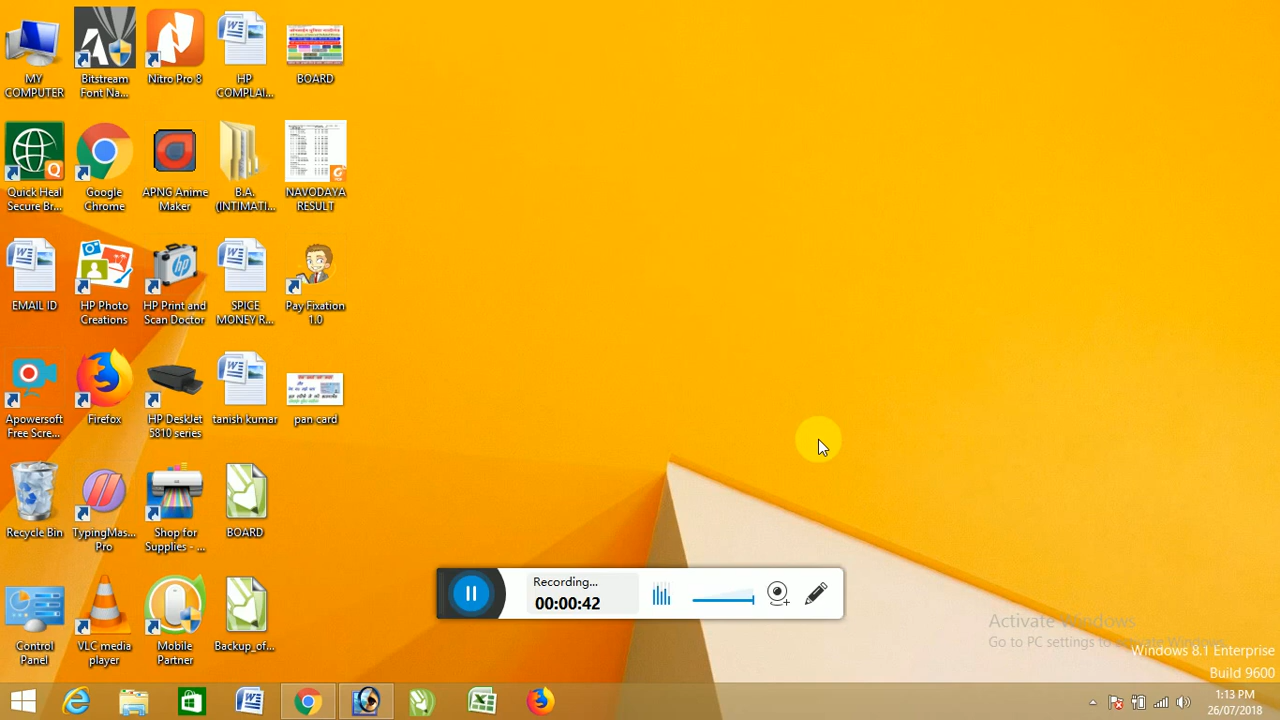 MY
COMPUTER
Bitstream
Font Na...
Nitro Pro 8
HP
COMPLAI...
BOARD
Quick Heal
Secure Br...
Google
Chrome
APNG Anime
Maker
B.A.
(INTIMATI...
NAVODAYA
RESULT
EMAIL ID
HP Photo
Creations
HP Print and
Scan Doctor
SPICE
MONEY R...
Pay Fixation
1.0
Apowersoft
Free Scre...
Firefox
HP DeskJet
5810 series
tanish kumar
pan card
Recycle Bin
TypingMas...
Pro
Shop for
Supplies - ...
BOARD
Control
Panel
VLC media
player
Mobile
Partner
Backup_of...
Recording...
00:00:42
Activate Windows
Go to PC settings to activate Windows.
Windows 8.1 Enterprise
Build 9600
1:13 PM
26/07/2018